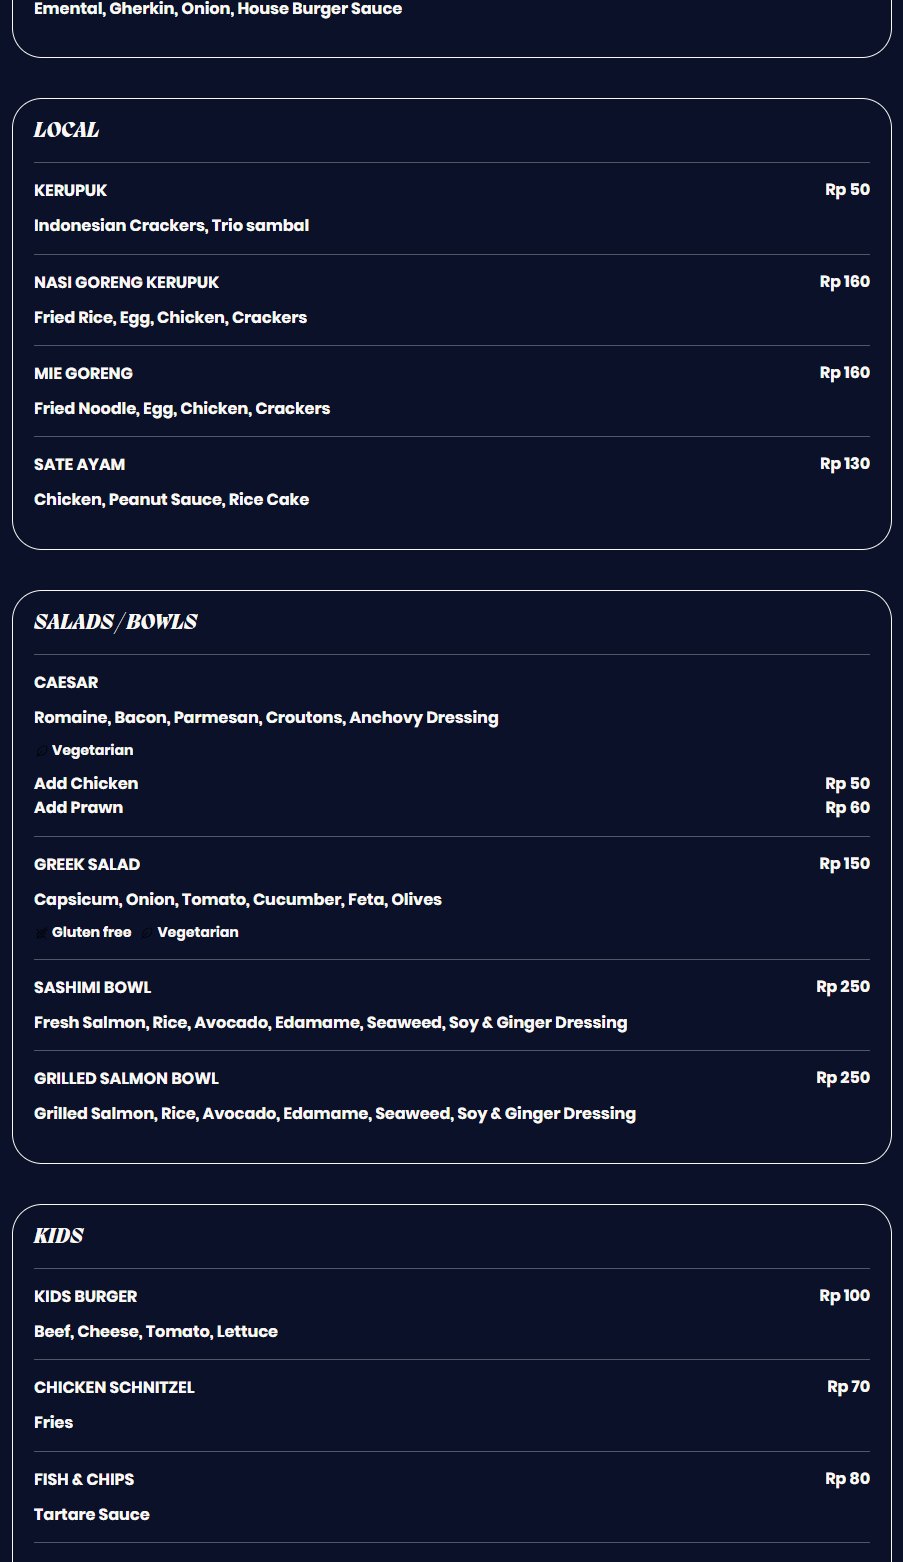 Emental, Gherkin, Onion, House Burger Sauce
LOCAL
KERUPUK Rp 50
Indonesian Crackers, Trio sambal
NASI GORENG KERUPUK Rp 160
Fried Rice, Egg, Chicken, Crackers
MIE GORENG Rp 160
Fried Noodle, Egg, Chicken, Crackers
SATE AYAM Rp 130
Chicken, Peanut Sauce, Rice Cake
SALADS/BOWLS
CAESAR
Romaine, Bacon, Parmesan, Croutons, Anchovy Dressing
Vegetarian
Add Chicken Rp 50
Add Prawn Rp 60
GREEK SALAD Rp 150
Capsicum, Onion, Tomato, Cucumber, Feta, Olives
Gluten free Vegetarian
SASHIMI BOWL Rp 250
Fresh Salmon, Rice, Avocado, Edamame, Seaweed, Soy & Ginger Dressing
GRILLED SALMON BOWL Rp 250
Grilled Salmon, Rice, Avocado, Edamame, Seaweed, Soy & Ginger Dressing
KIDS
KIDS BURGER Rp 100
Beef, Cheese, Tomato, Lettuce
CHICKEN SCHNITZEL Rp 70
Fries
FISH & CHIPS Rp 80
Tartare Sauce